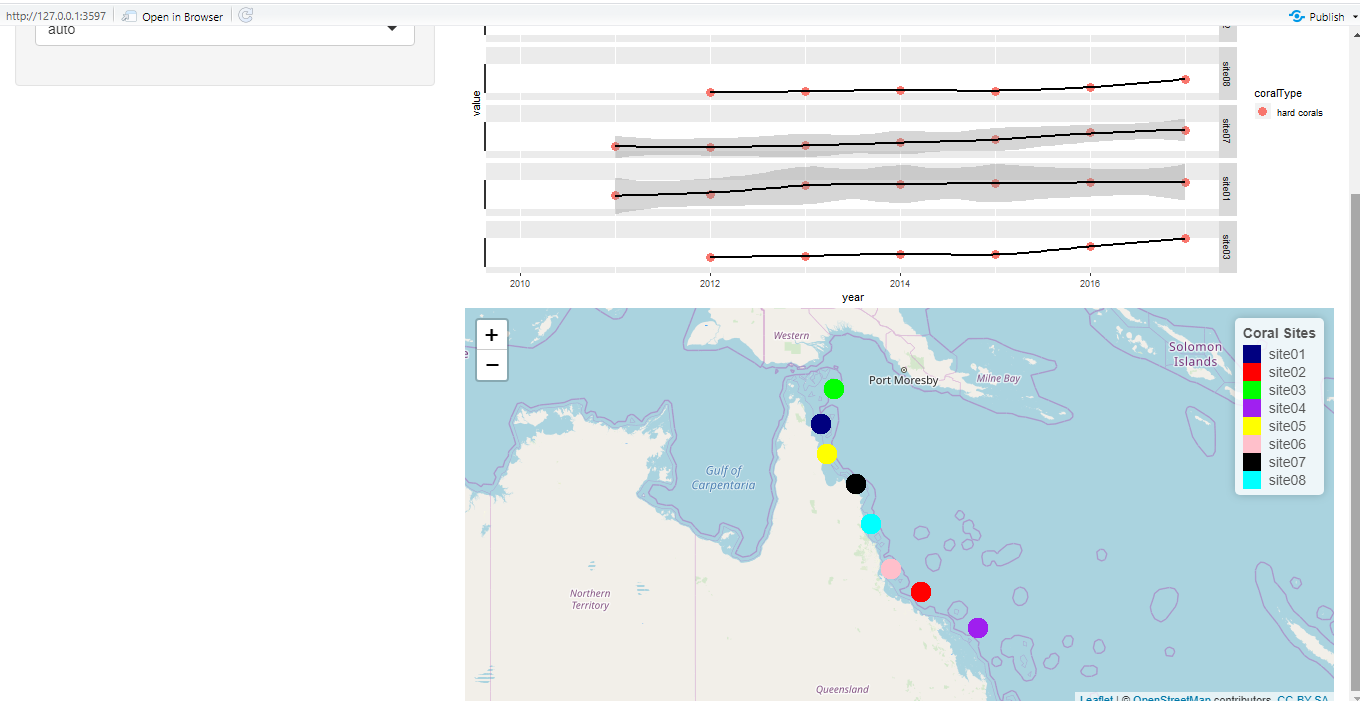 http://127.0.0.1:3597 Open in Browser Publish
auto
value
site08
site07
site01
site03
2010 2012 2014 2016
year
coralType
hard corals
+
−
Western
Port Moresby
Milne Bay
Solomon
Islands
Gulf of
Carpentaria
Northern
Territory
Queensland
Coral Sites
site01
site02
site03
site04
site05
site06
site07
site08
Leaflet | © OpenStreetMap contributors, CC-BY-SA